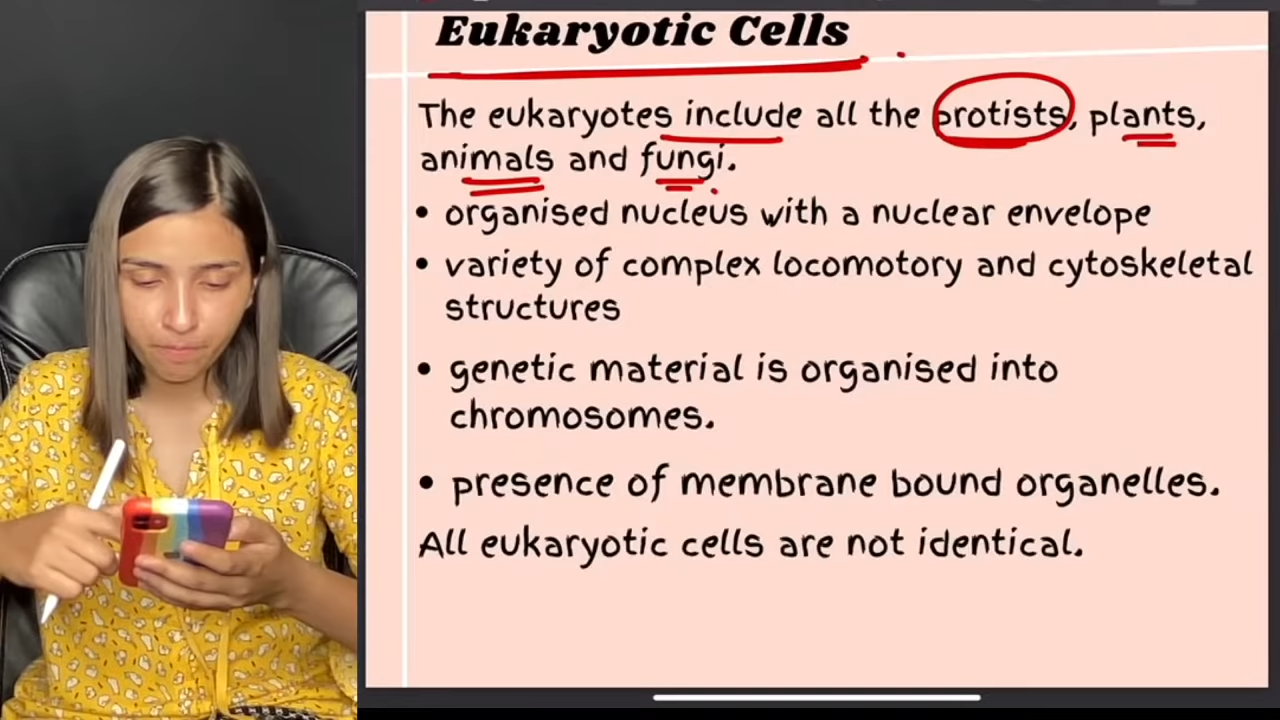 Eukaryotic Cells
The eukaryotes include all the protists, plants,
animals and fungi.
• organised nucleus with a nuclear envelope
• variety of complex locomotory and cytoskeletal
structures
• genetic material is organised into
chromosomes.
• presence of membrane bound organelles.
All eukaryotic cells are not identical.